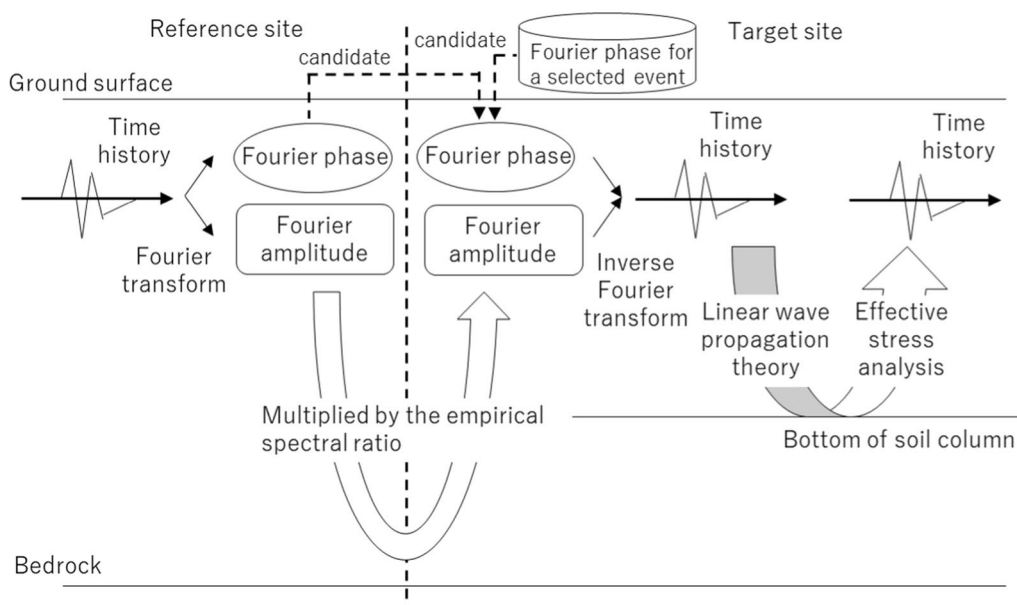 Reference site
Target site
candidate
candidate
Fourier phase for
a selected event
Ground surface
Time
history
Fourier
transform
Fourier phase
Fourier
amplitude
Fourier phase
Fourier
amplitude
Inverse
Fourier
transform
Time
history
Time
history
Linear wave
propagation
theory
Effective
stress
analysis
Multiplied by the empirical
spectral ratio
Bottom of soil column
Bedrock